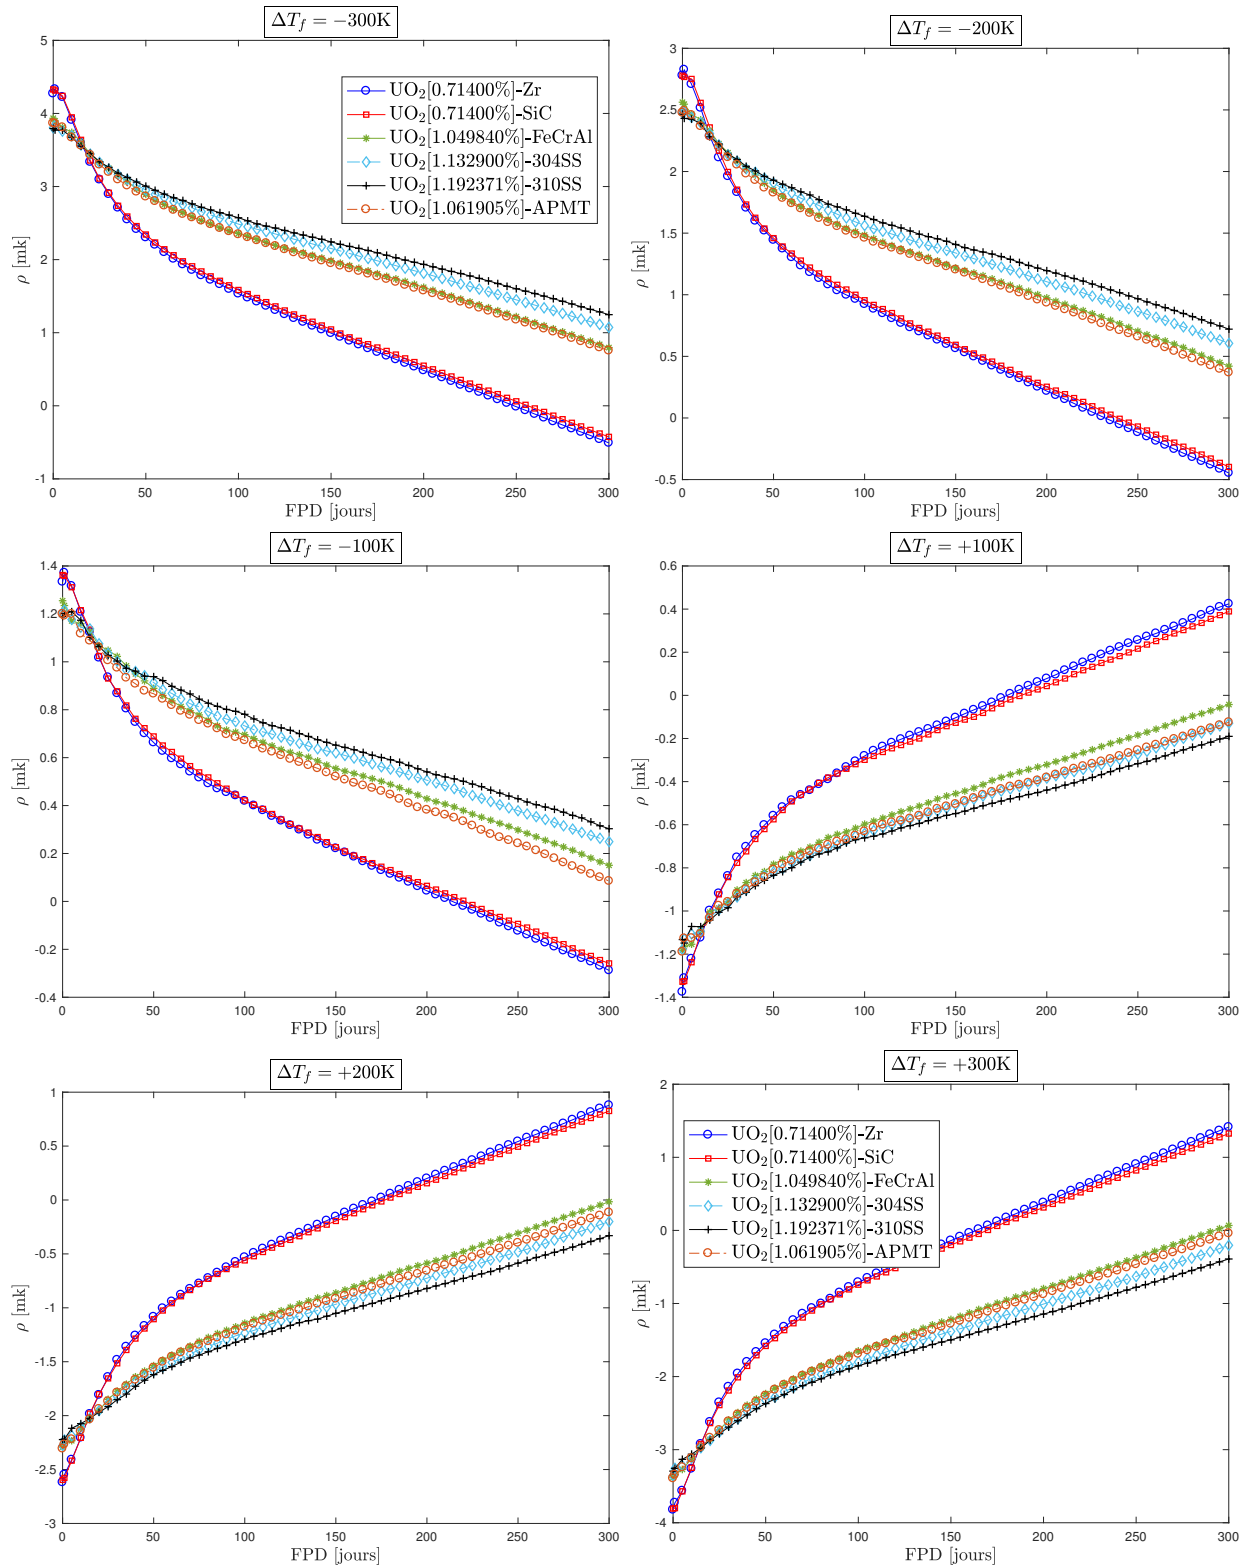 ΔT_f = −300K
5
4
3
2
1
0
-1
ρ [mk]
UO₂[0.71400%]-Zr
UO₂[0.71400%]-SiC
UO₂[1.049840%]-FeCrAl
UO₂[1.132900%]-304SS
UO₂[1.192371%]-310SS
UO₂[1.061905%]-APMT
0 50 100 150 200 250 300
FPD [jours]
ΔT_f = −200K
3
2.5
2
1.5
1
0.5
0
-0.5
ρ [mk]
0 50 100 150 200 250 300
FPD [jours]
ΔT_f = −100K
1.4
1.2
1
0.8
0.6
0.4
0.2
0
-0.2
-0.4
ρ [mk]
0 50 100 150 200 250 300
FPD [jours]
ΔT_f = +100K
0.6
0.4
0.2
0
-0.2
-0.4
-0.6
-0.8
-1
-1.2
-1.4
ρ [mk]
0 50 100 150 200 250 300
FPD [jours]
ΔT_f = +200K
1
0.5
0
-0.5
-1
-1.5
-2
-2.5
-3
ρ [mk]
0 50 100 150 200 250 300
FPD [jours]
ΔT_f = +300K
2
1
0
-1
-2
-3
-4
ρ [mk]
UO₂[0.71400%]-Zr
UO₂[0.71400%]-SiC
UO₂[1.049840%]-FeCrAl
UO₂[1.132900%]-304SS
UO₂[1.192371%]-310SS
UO₂[1.061905%]-APMT
0 50 100 150 200 250 300
FPD [jours]